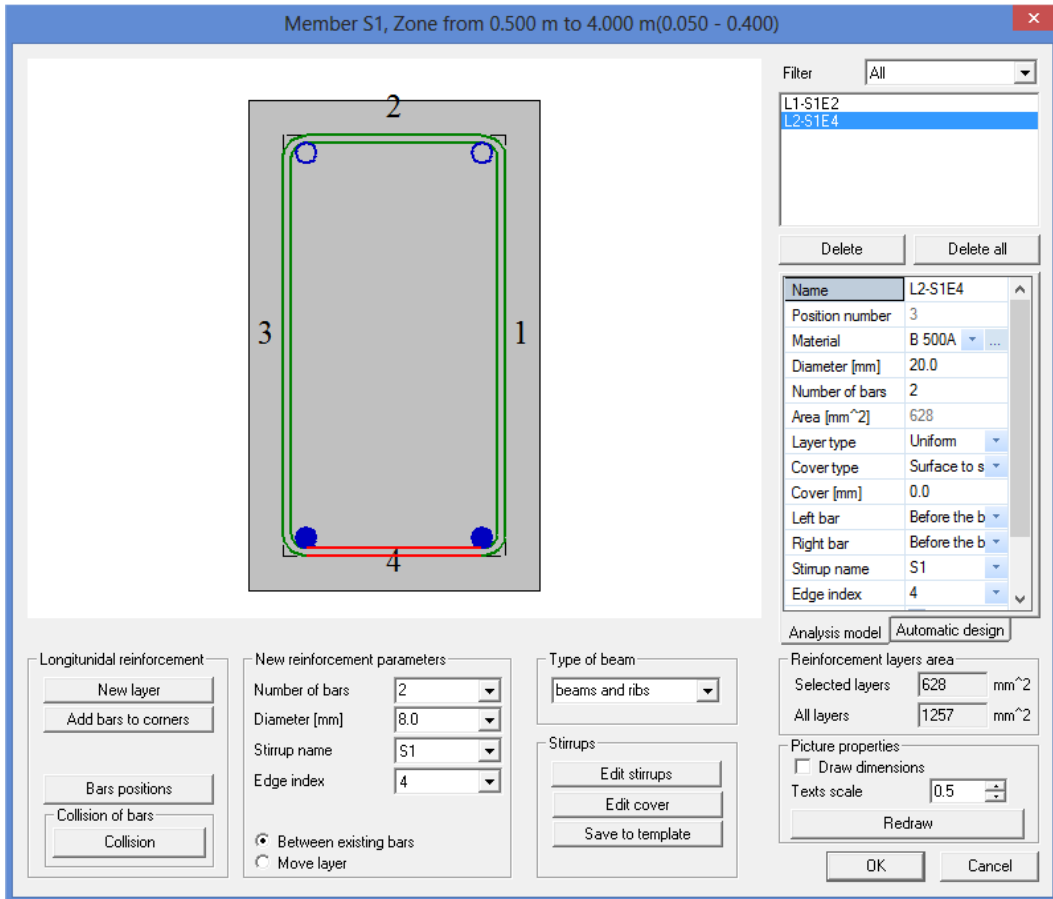 Member S1, Zone from 0.500 m to 4.000 m(0.050 - 0.400)
2
3
1
4
Filter All
L1-S1E2
L2-S1E4
Delete Delete all
Name L2-S1E4
Position number 3
Material B 500A ...
Diameter [mm] 20.0
Number of bars 2
Area [mm^2] 628
Layer type Uniform
Cover type Surface to s
Cover [mm] 0.0
Left bar Before the b
Right bar Before the b
Stirrup name S1
Edge index 4
Analysis model Automatic design
Longitunidal reinforcement
New layer
Add bars to corners
Bars positions
Collision of bars
Collision
New reinforcement parameters
Number of bars 2
Diameter [mm] 8.0
Stirrup name S1
Edge index 4
Between existing bars
Move layer
Type of beam
beams and ribs
Stirrups
Edit stirrups
Edit cover
Save to template
Reinforcement layers area
Selected layers 628 mm^2
All layers 1257 mm^2
Picture properties
Draw dimensions
Texts scale 0.5
Redraw
OK Cancel